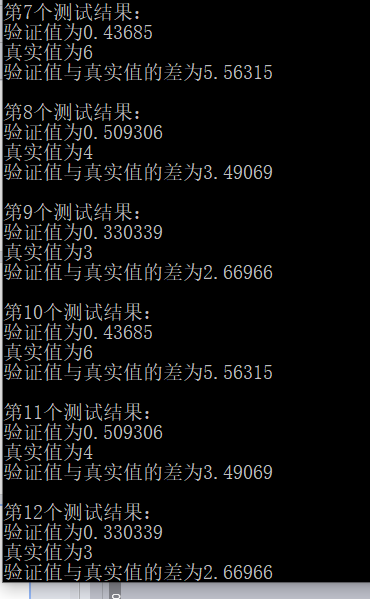 第7个测试结果:
验证值为0.43685
真实值为6
验证值与真实值的差为5.56315
第8个测试结果:
验证值为0.509306
真实值为4
验证值与真实值的差为3.49069
第9个测试结果:
验证值为0.330339
真实值为3
验证值与真实值的差为2.66966
第10个测试结果:
验证值为0.43685
真实值为6
验证值与真实值的差为5.56315
第11个测试结果:
验证值为0.509306
真实值为4
验证值与真实值的差为3.49069
第12个测试结果:
验证值为0.330339
真实值为3
验证值与真实值的差为2.66966